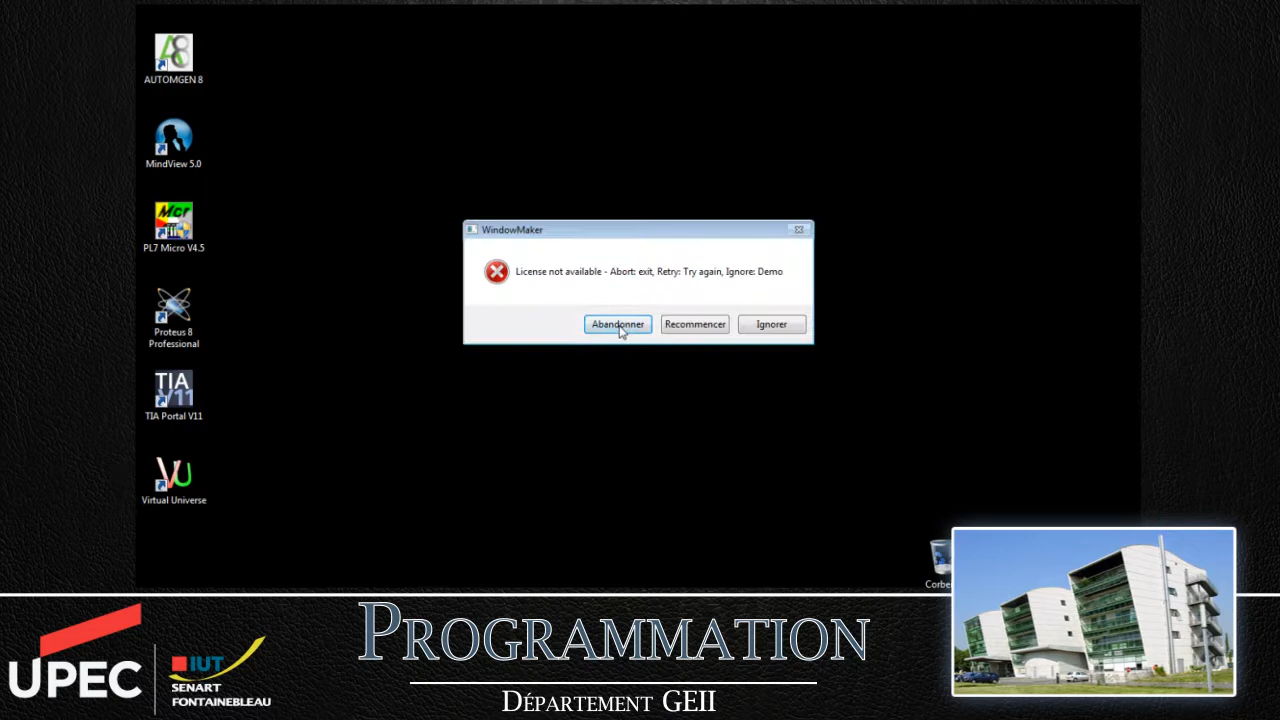 AUTOMGEN 8
MindView 5.0
Mcr
PL7 Micro V4.5
Proteus 8
Professional
TIA
V11
TIA Portal V11
VU
Virtual Universe
WindowMaker
License not available - Abort: exit, Retry: Try again, Ignore: Demo
Abandonner
Recommencer
Ignorer
Corbe
UPEC
IUT
SENART
FONTAINEBLEAU
PROGRAMMATION
DÉPARTEMENT GEII